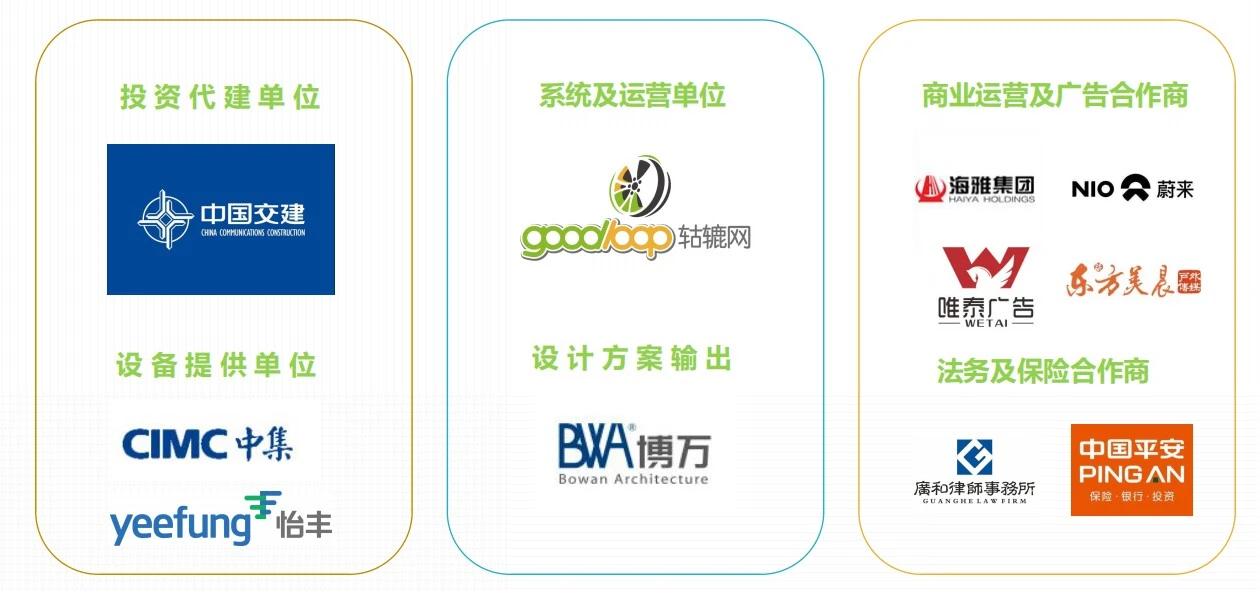 投资代建单位
中国交建
CHINA COMMUNICATIONS CONSTRUCTION
设备提供单位
CIMC 中集
yeefung 怡丰
系统及运营单位
goodloop 轱辘网
设计方案输出
BWA® 博万
Bowan Architecture
商业运营及广告合作商
海雅集团
HAIYA HOLDINGS
NIO 蔚来
唯泰广告
WETAI
东方美晨
户外传媒
法务及保险合作商
廣和律師事務所
GUANGHE LAW FIRM
中国平安
PING AN
保险·银行·投资